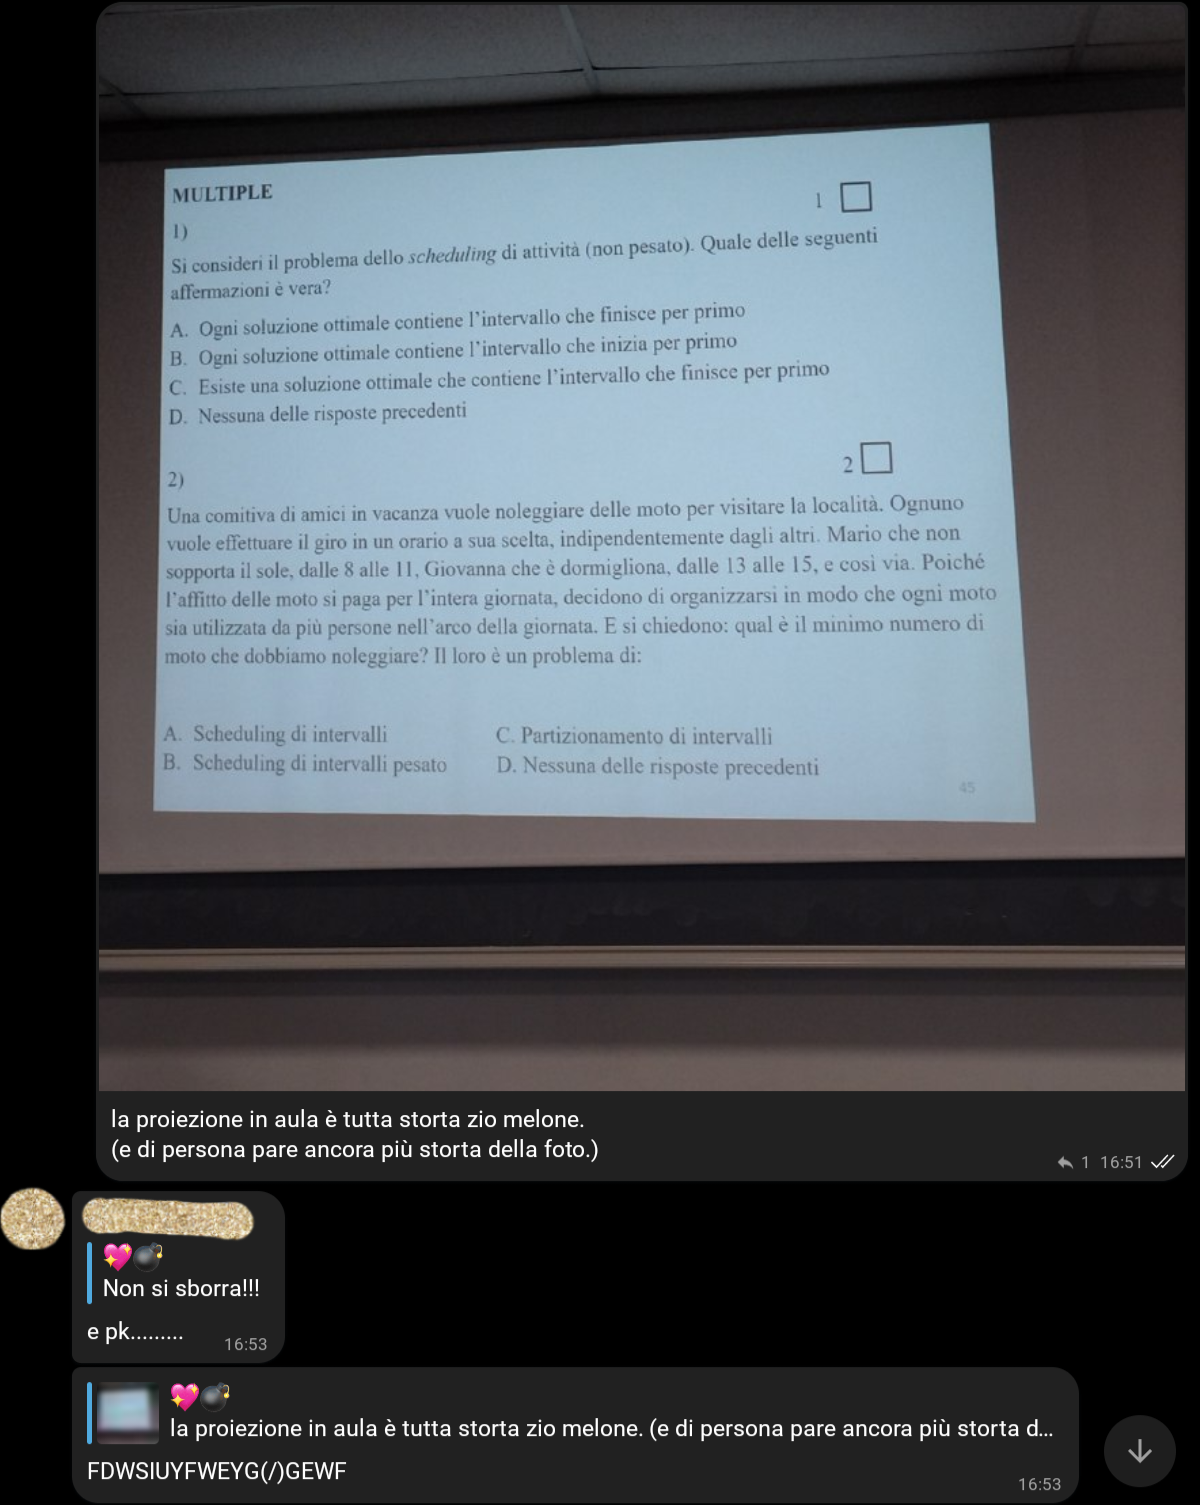 MULTIPLE
1
1)
Si consideri il problema dello scheduling di attività (non pesato). Quale delle seguenti
affermazioni è vera?
A. Ogni soluzione ottimale contiene l'intervallo che finisce per primo
B. Ogni soluzione ottimale contiene l'intervallo che inizia per primo
C. Esiste una soluzione ottimale che contiene l'intervallo che finisce per primo
D. Nessuna delle risposte precedenti
2
2)
Una comitiva di amici in vacanza vuole noleggiare delle moto per visitare la località. Ognuno
vuole effettuare il giro in un orario a sua scelta, indipendentemente dagli altri. Mario che non
sopporta il sole, dalle 8 alle 11, Giovanna che è dormigliona, dalle 13 alle 15, e così via. Poiché
l'affitto delle moto si paga per l'intera giornata, decidono di organizzarsi in modo che ogni moto
sia utilizzata da più persone nell'arco della giornata. E si chiedono: qual è il minimo numero di
moto che dobbiamo noleggiare? Il loro è un problema di:
A. Scheduling di intervalli
C. Partizionamento di intervalli
B. Scheduling di intervalli pesato
D. Nessuna delle risposte precedenti
45
la proiezione in aula è tutta storta zio melone.
(e di persona pare ancora più storta della foto.)
1 16:51
💖💣
Non si sborra!!!
e pk.........
16:53
💖💣
la proiezione in aula è tutta storta zio melone. (e di persona pare ancora più storta d...
FDWSIUYFWEYG(/)GEWF
16:53